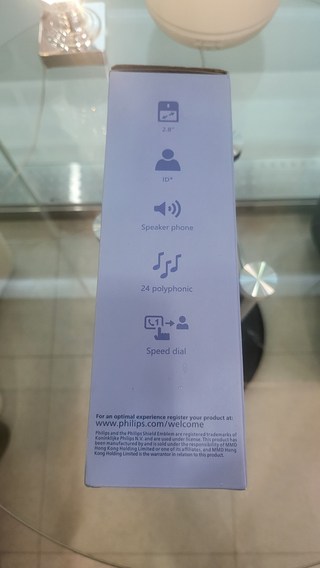 2.8"
ID*
Speaker phone
24 polyphonic
1
Speed dial
For an optimal experience register your product at:
www.philips.com/welcome
Philips and the Philips Shield Emblem are registered trademarks of
Koninklijke Philips N.V. and are used under license. This product has
been manufactured by and is sold under the responsibility of MMD
Hong Kong Holding Limited or one of its affiliates, and MMD Hong
Kong Holding Limited is the warrantor in relation to this product.